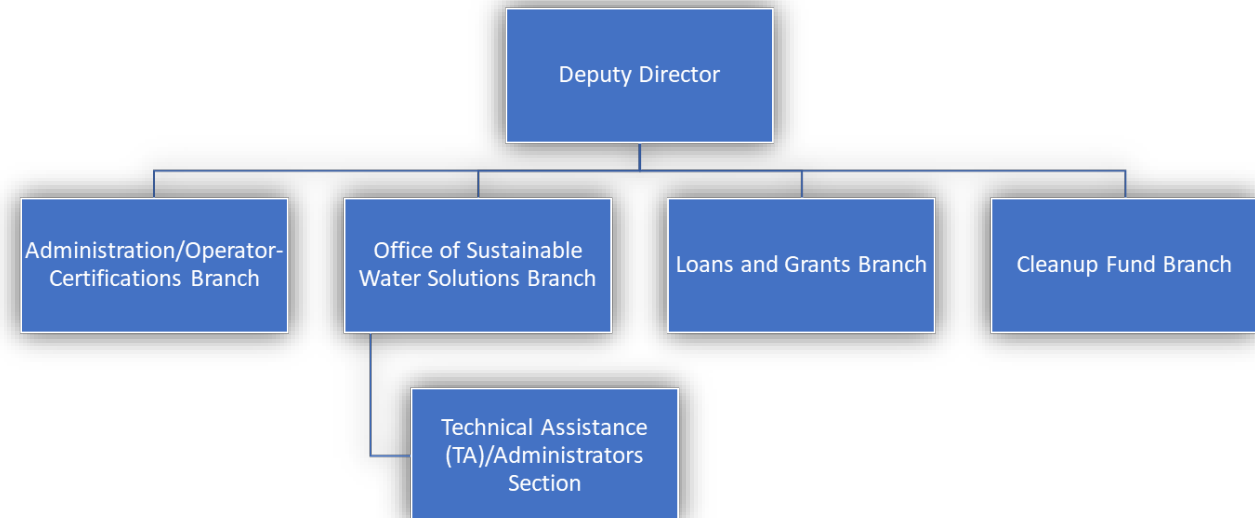 Deputy Director
Administration/Operator-
Certifications Branch
Office of Sustainable
Water Solutions Branch
Loans and Grants Branch
Cleanup Fund Branch
Technical Assistance
(TA)/Administrators
Section